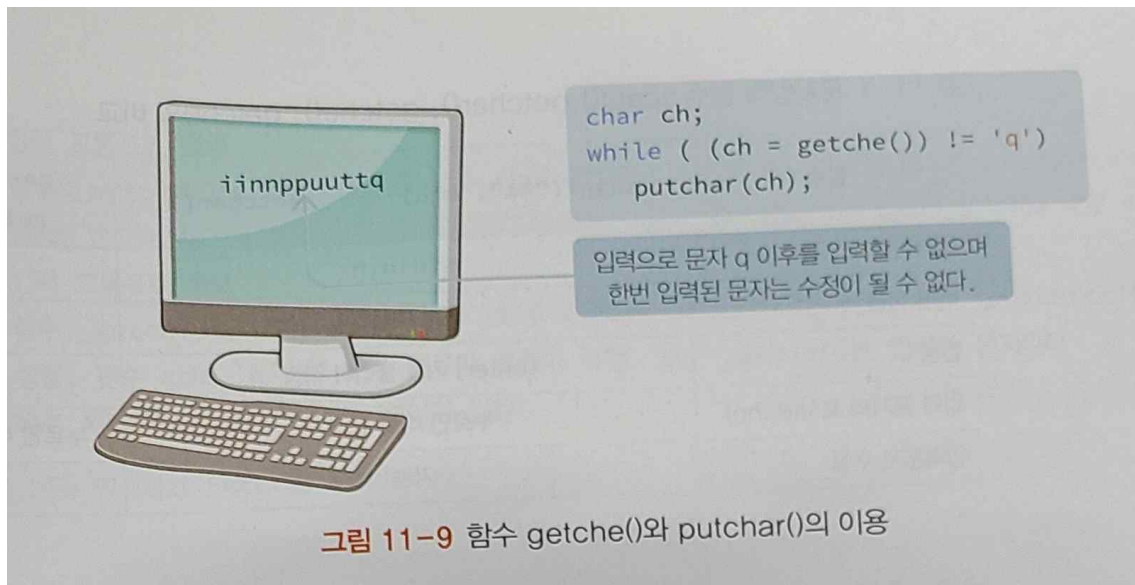 iinnppuuttq
char ch;
while ( (ch = getche()) != 'q')
putchar(ch);
입력으로 문자 q 이후를 입력할 수 없으며
한번 입력된 문자는 수정이 될 수 없다.
그림 11-9 함수 getche()와 putchar()의 이용